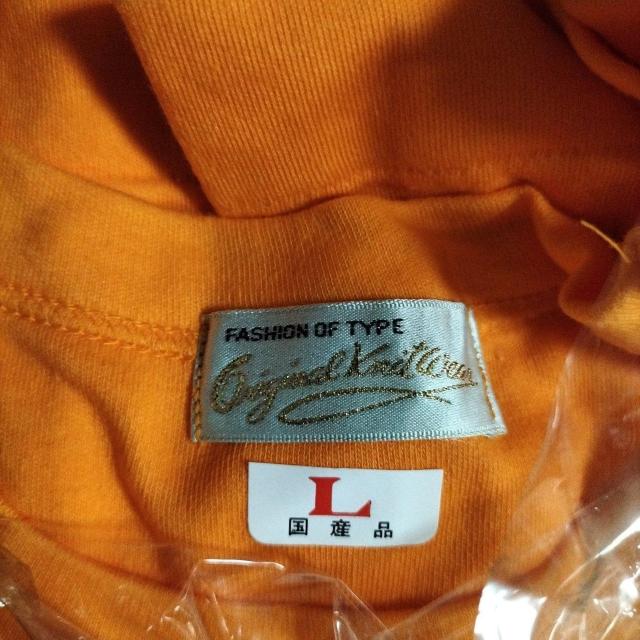 FASHION OF TYPE
Original Knit Wear
L
国産品